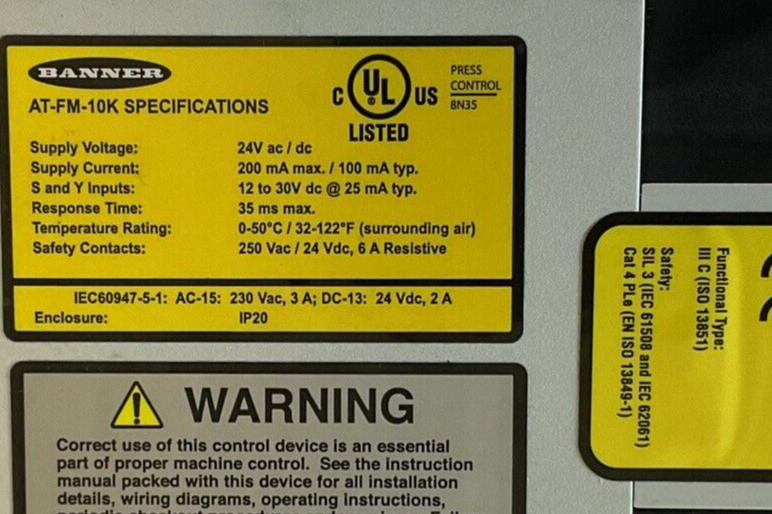 BANNER
AT-FM-10K SPECIFICATIONS
C UL US
LISTED
PRESS
CONTROL
8N35
Supply Voltage: 24V ac / dc
Supply Current: 200 mA max. / 100 mA typ.
S and Y Inputs: 12 to 30V dc @ 25 mA typ.
Response Time: 35 ms max.
Temperature Rating: 0-50°C / 32-122°F (surrounding air)
Safety Contacts: 250 Vac / 24 Vdc, 6 A Resistive
IEC60947-5-1: AC-15: 230 Vac, 3 A; DC-13: 24 Vdc, 2 A
Enclosure: IP20
WARNING
Correct use of this control device is an essential
part of proper machine control. See the instruction
manual packed with this device for all installation
details, wiring diagrams, operating instructions,
Functional Type:
III C (ISO 13851)
Safety:
SIL 3 (IEC 61508 and IEC 62061)
Cat 4 PLe (EN ISO 13849-1)